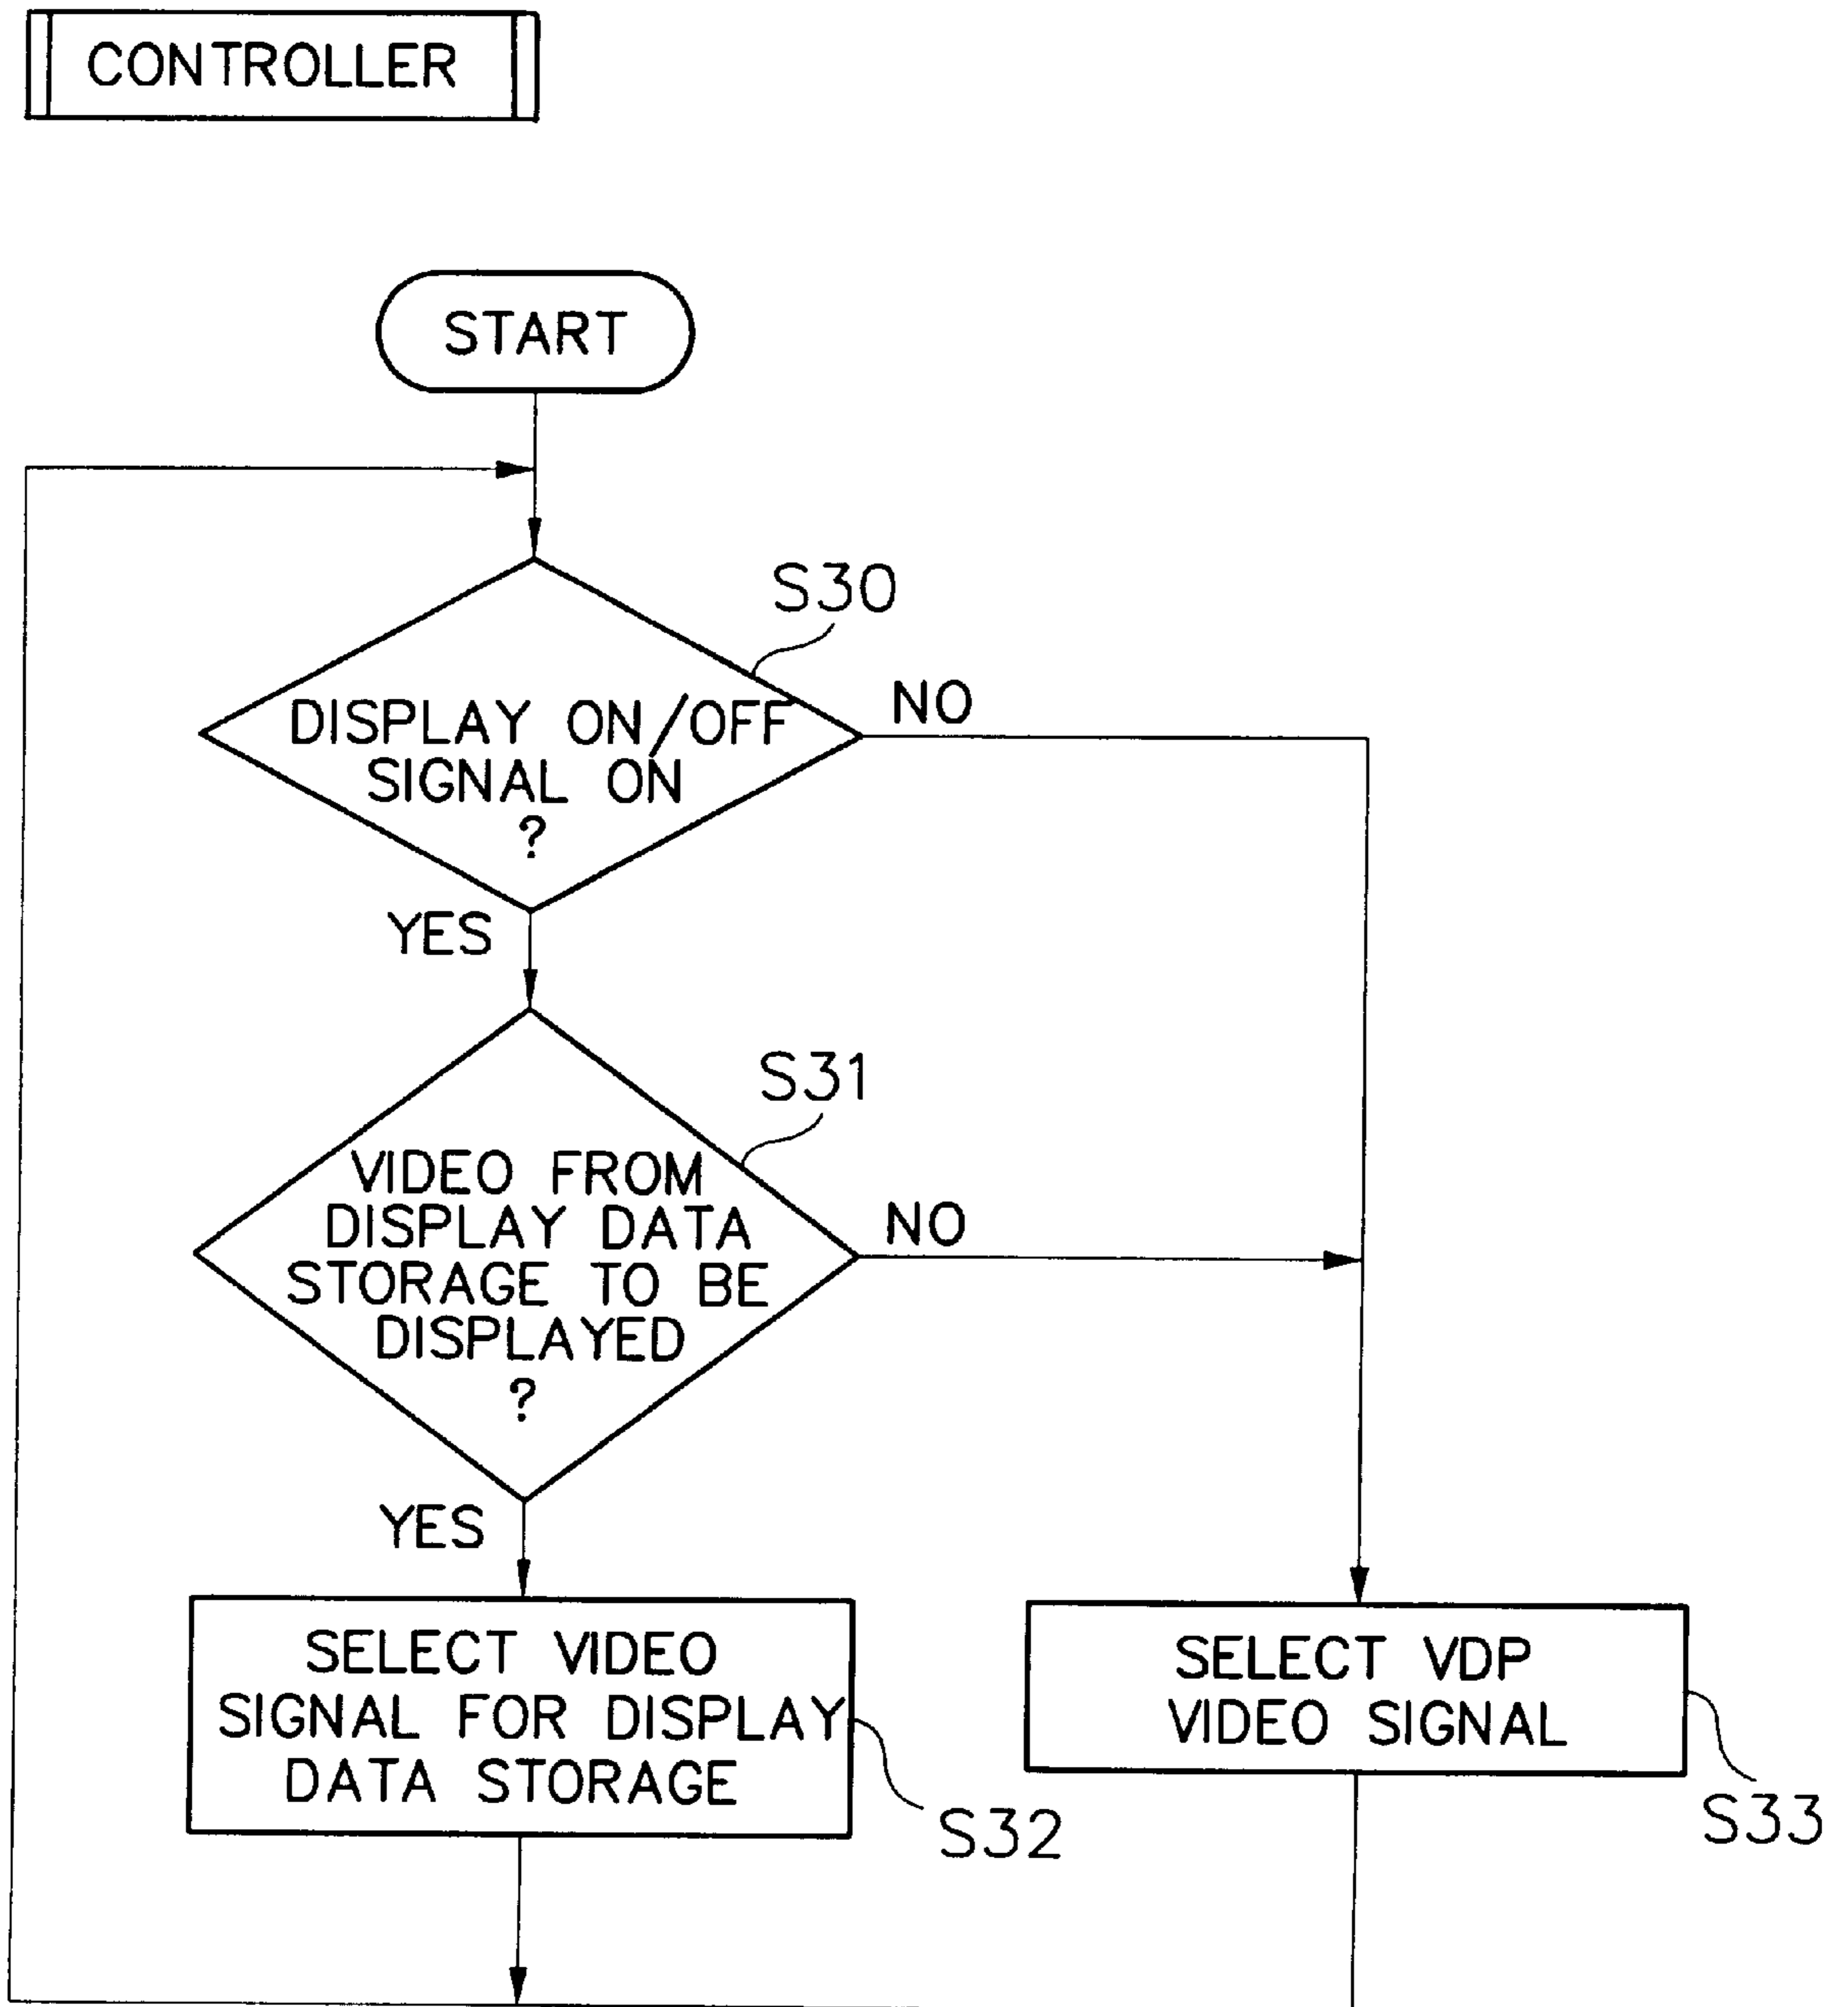 CONTROLLER
START
S30
DISPLAY ON/OFF
SIGNAL ON
?
NO
YES
S31
VIDEO FROM
DISPLAY DATA
STORAGE TO BE
DISPLAYED
?
NO
YES
SELECT VIDEO
SIGNAL FOR DISPLAY
DATA STORAGE
S32
SELECT VDP
VIDEO SIGNAL
S33